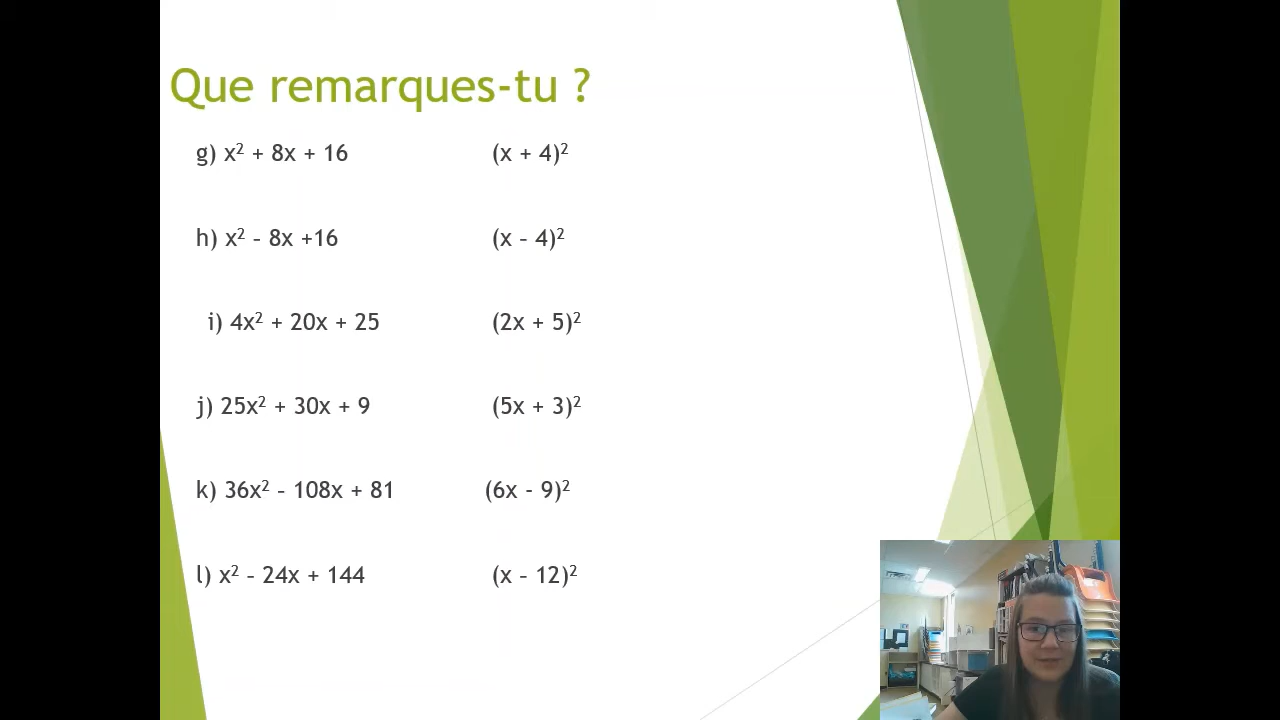 Que remarques-tu ?
g) x² + 8x + 16 (x + 4)²
h) x² – 8x +16 (x – 4)²
i) 4x² + 20x + 25 (2x + 5)²
j) 25x² + 30x + 9 (5x + 3)²
k) 36x² – 108x + 81 (6x – 9)²
l) x² – 24x + 144 (x – 12)²